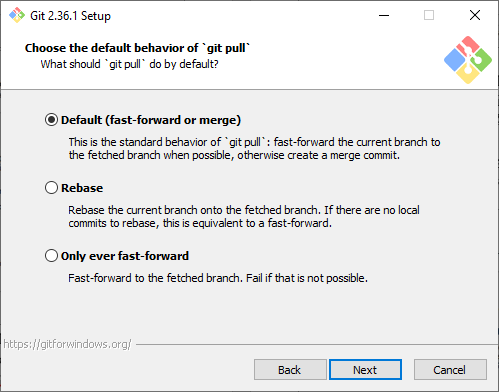 Git 2.36.1 Setup
Choose the default behavior of `git pull`
What should `git pull` do by default?
Default (fast-forward or merge)
This is the standard behavior of `git pull`: fast-forward the current branch to
the fetched branch when possible, otherwise create a merge commit.
Rebase
Rebase the current branch onto the fetched branch. If there are no local
commits to rebase, this is equivalent to a fast-forward.
Only ever fast-forward
Fast-forward to the fetched branch. Fail if that is not possible.
https://gitforwindows.org/
Back
Next
Cancel